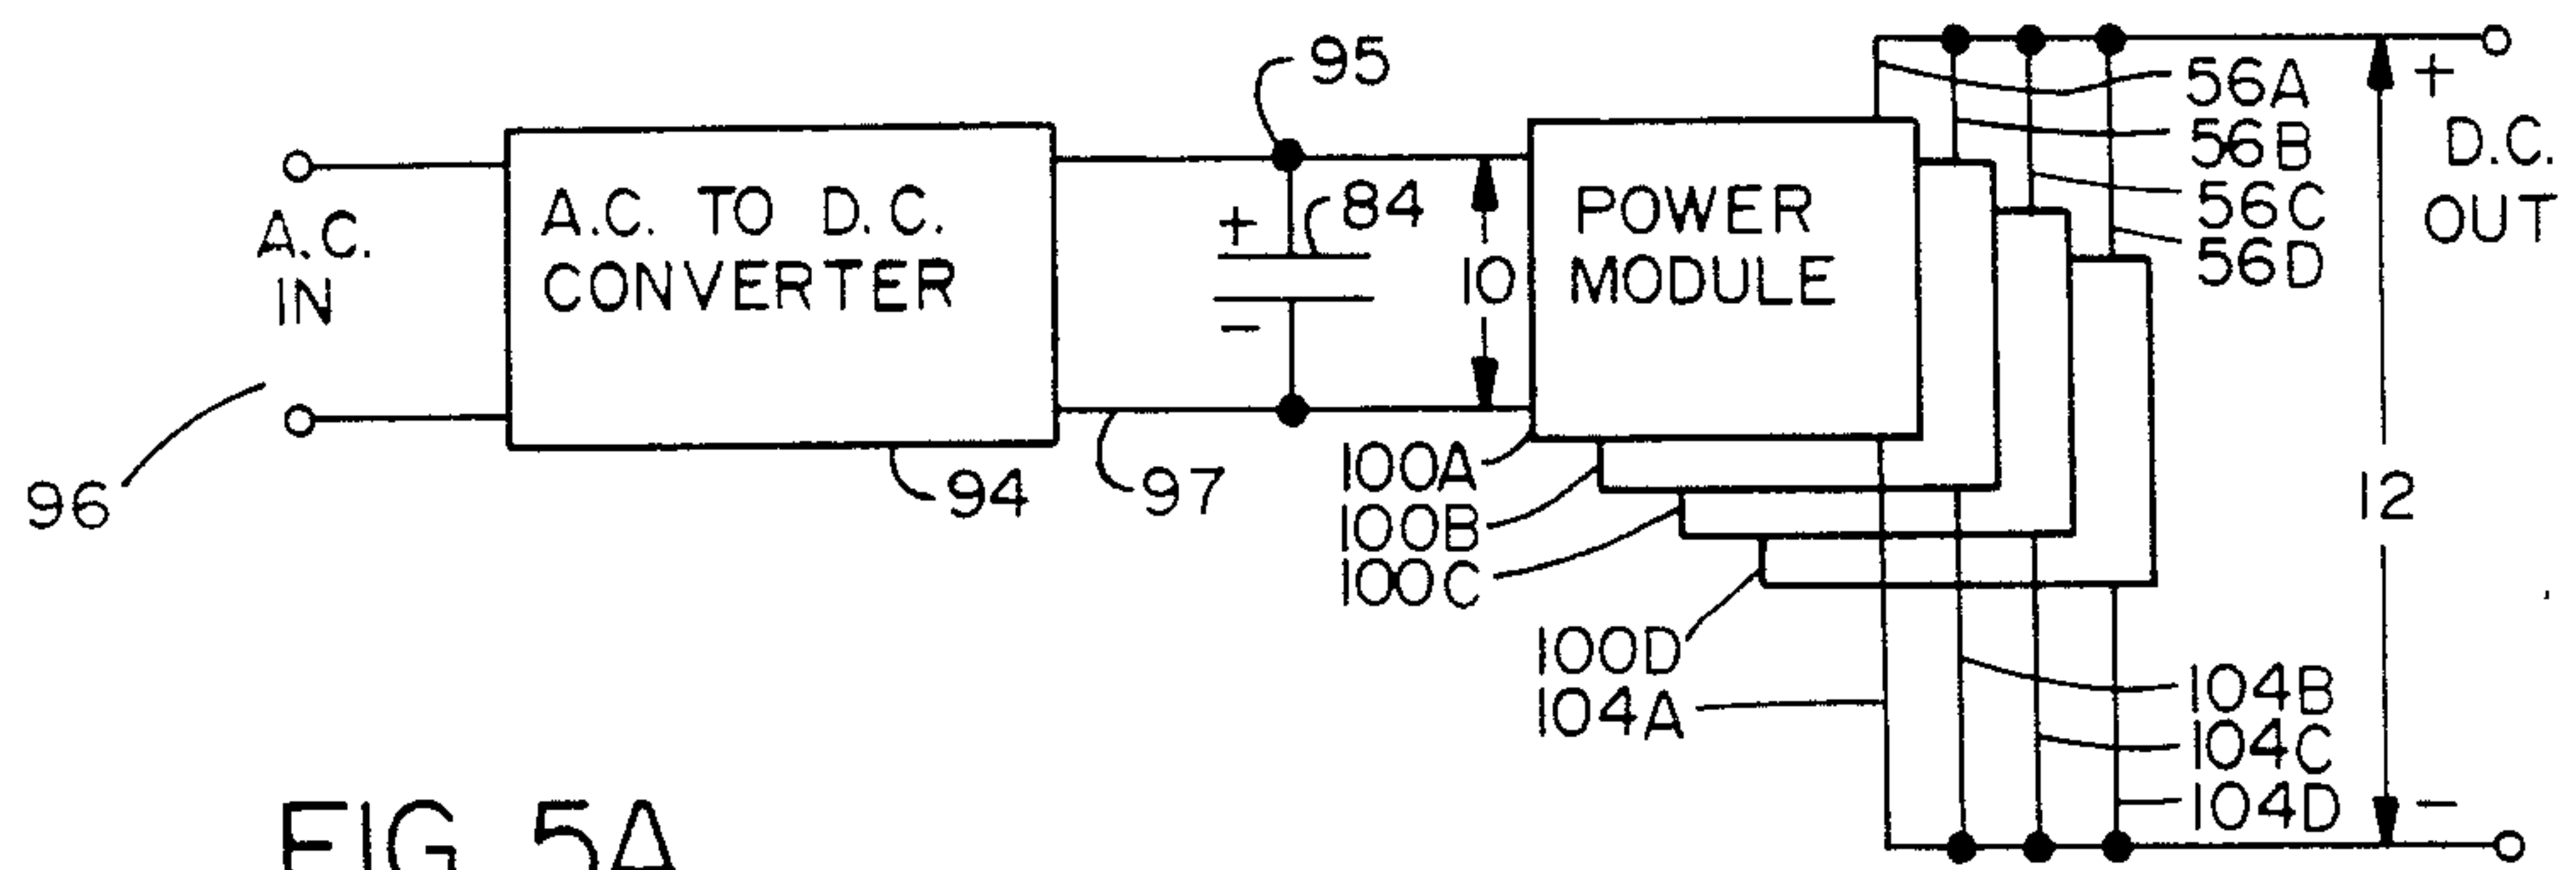 95
56A
56B
56C
56D
+
D.C.
OUT
A.C.
IN
A.C. TO D.C.
CONVERTER
+
84
−
10
POWER
MODULE
96
94
97
100A
100B
100C
100D
104A
12
104B
104C
104D
−
FIG 5A